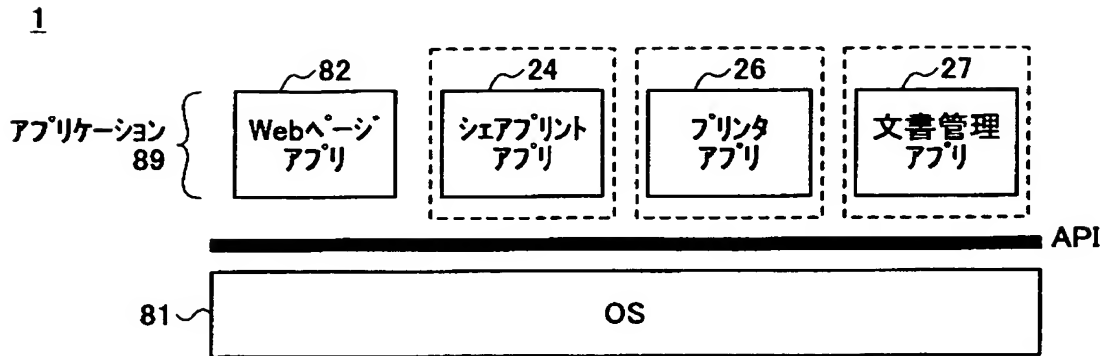 1
82
24
26
27
アプリケーション
89
Webページ
アプリ
シェアプリント
アプリ
プリンタ
アプリ
文書管理
アプリ
API
81
OS